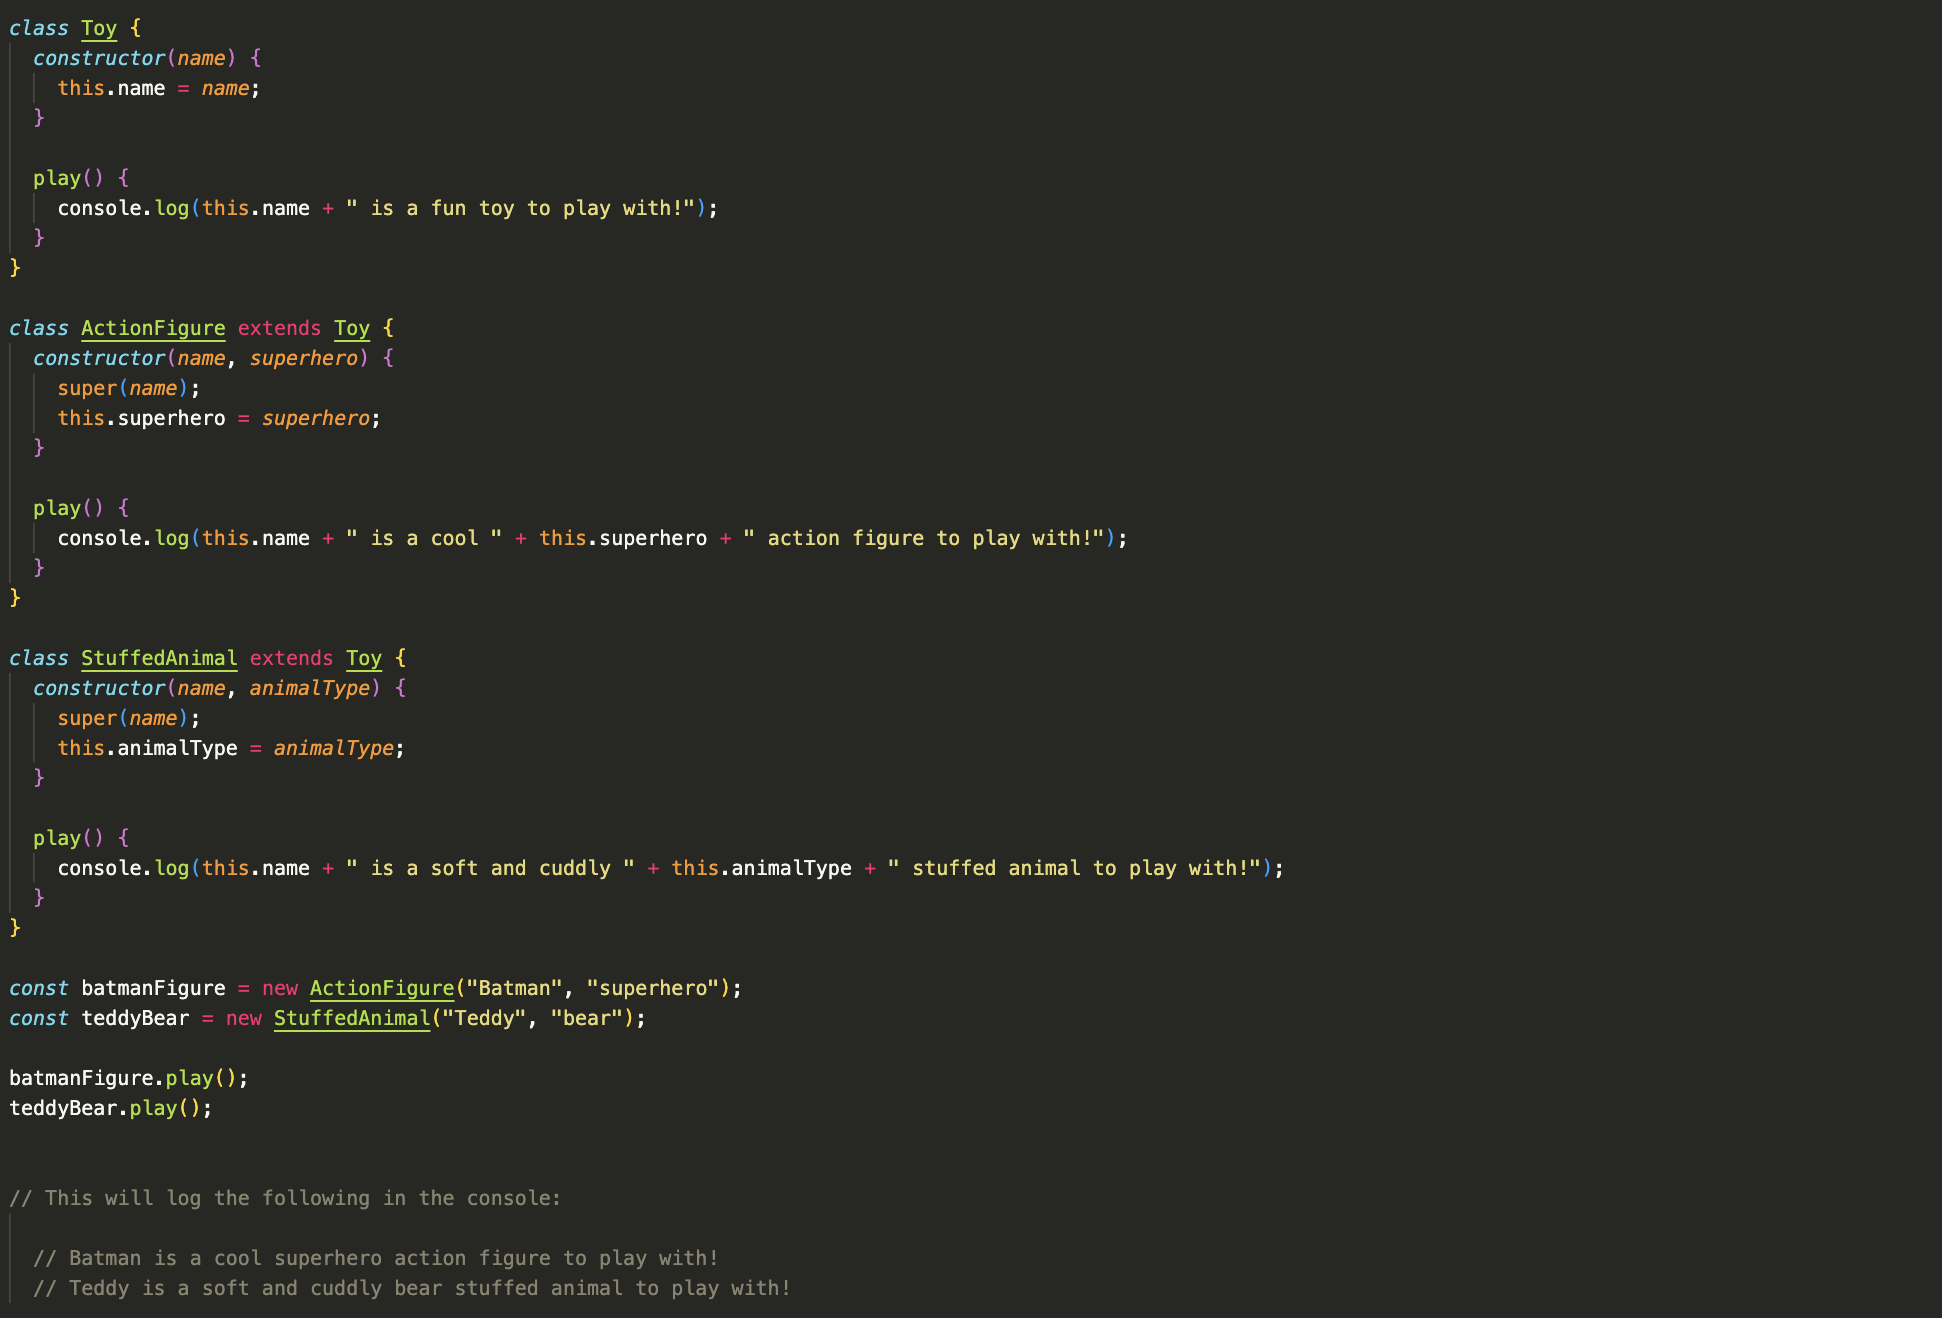 class Toy {
  constructor(name) {
    this.name = name;
  }

  play() {
    console.log(this.name + " is a fun toy to play with!");
  }
}

class ActionFigure extends Toy {
  constructor(name, superhero) {
    super(name);
    this.superhero = superhero;
  }

  play() {
    console.log(this.name + " is a cool " + this.superhero + " action figure to play with!");
  }
}

class StuffedAnimal extends Toy {
  constructor(name, animalType) {
    super(name);
    this.animalType = animalType;
  }

  play() {
    console.log(this.name + " is a soft and cuddly " + this.animalType + " stuffed animal to play with!");
  }
}

const batmanFigure = new ActionFigure("Batman", "superhero");
const teddyBear = new StuffedAnimal("Teddy", "bear");

batmanFigure.play();
teddyBear.play();


// This will log the following in the console:

  // Batman is a cool superhero action figure to play with!
  // Teddy is a soft and cuddly bear stuffed animal to play with!